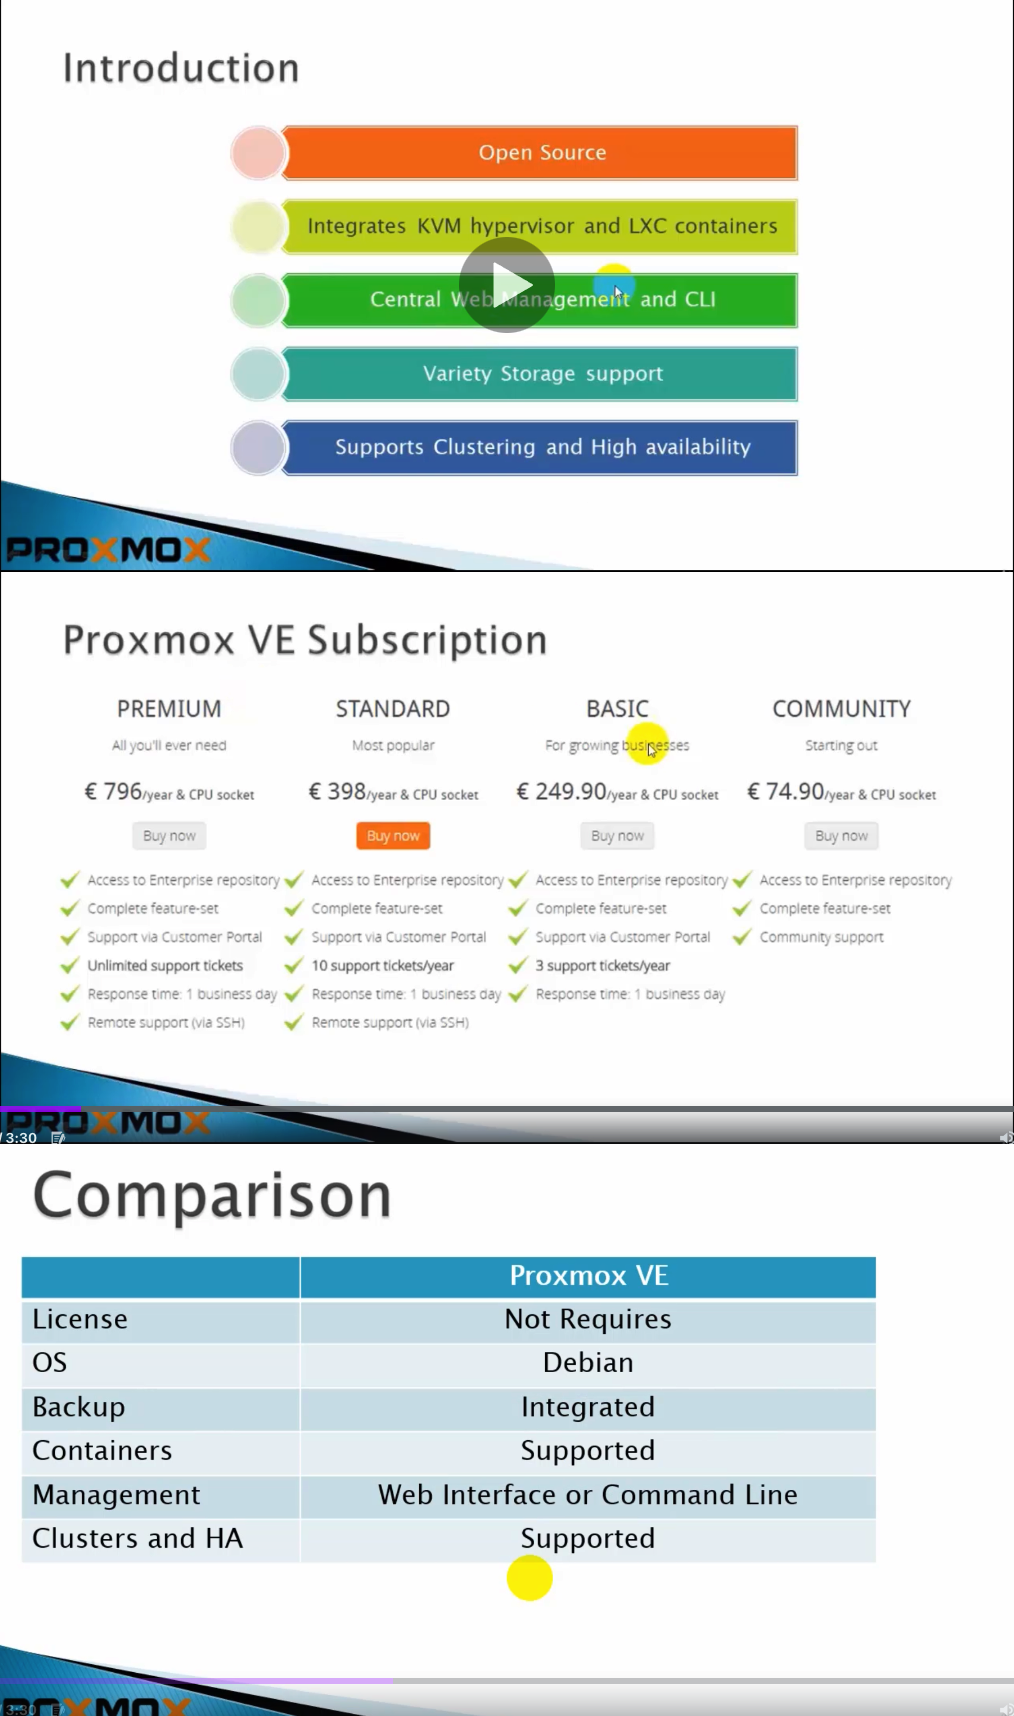 Introduction
Open Source
Integrates KVM hypervisor and LXC containers
Central Web Management and CLI
Variety Storage support
Supports Clustering and High availability
PROXMOX
Proxmox VE Subscription
PREMIUM
All you'll ever need
€ 796/year & CPU socket
Buy now
Access to Enterprise repository
Complete feature-set
Support via Customer Portal
Unlimited support tickets
Response time: 1 business day
Remote support (via SSH)
STANDARD
Most popular
€ 398/year & CPU socket
Buy now
Access to Enterprise repository
Complete feature-set
Support via Customer Portal
10 support tickets/year
Response time: 1 business day
Remote support (via SSH)
BASIC
For growing businesses
€ 249.90/year & CPU socket
Buy now
Access to Enterprise repository
Complete feature-set
Support via Customer Portal
3 support tickets/year
Response time: 1 business day
COMMUNITY
Starting out
€ 74.90/year & CPU socket
Buy now
Access to Enterprise repository
Complete feature-set
Community support
PROXMOX
/ 3:30
Comparison
Proxmox VE
License Not Requires
OS Debian
Backup Integrated
Containers Supported
Management Web Interface or Command Line
Clusters and HA Supported
PROXMOX
/ 3:30